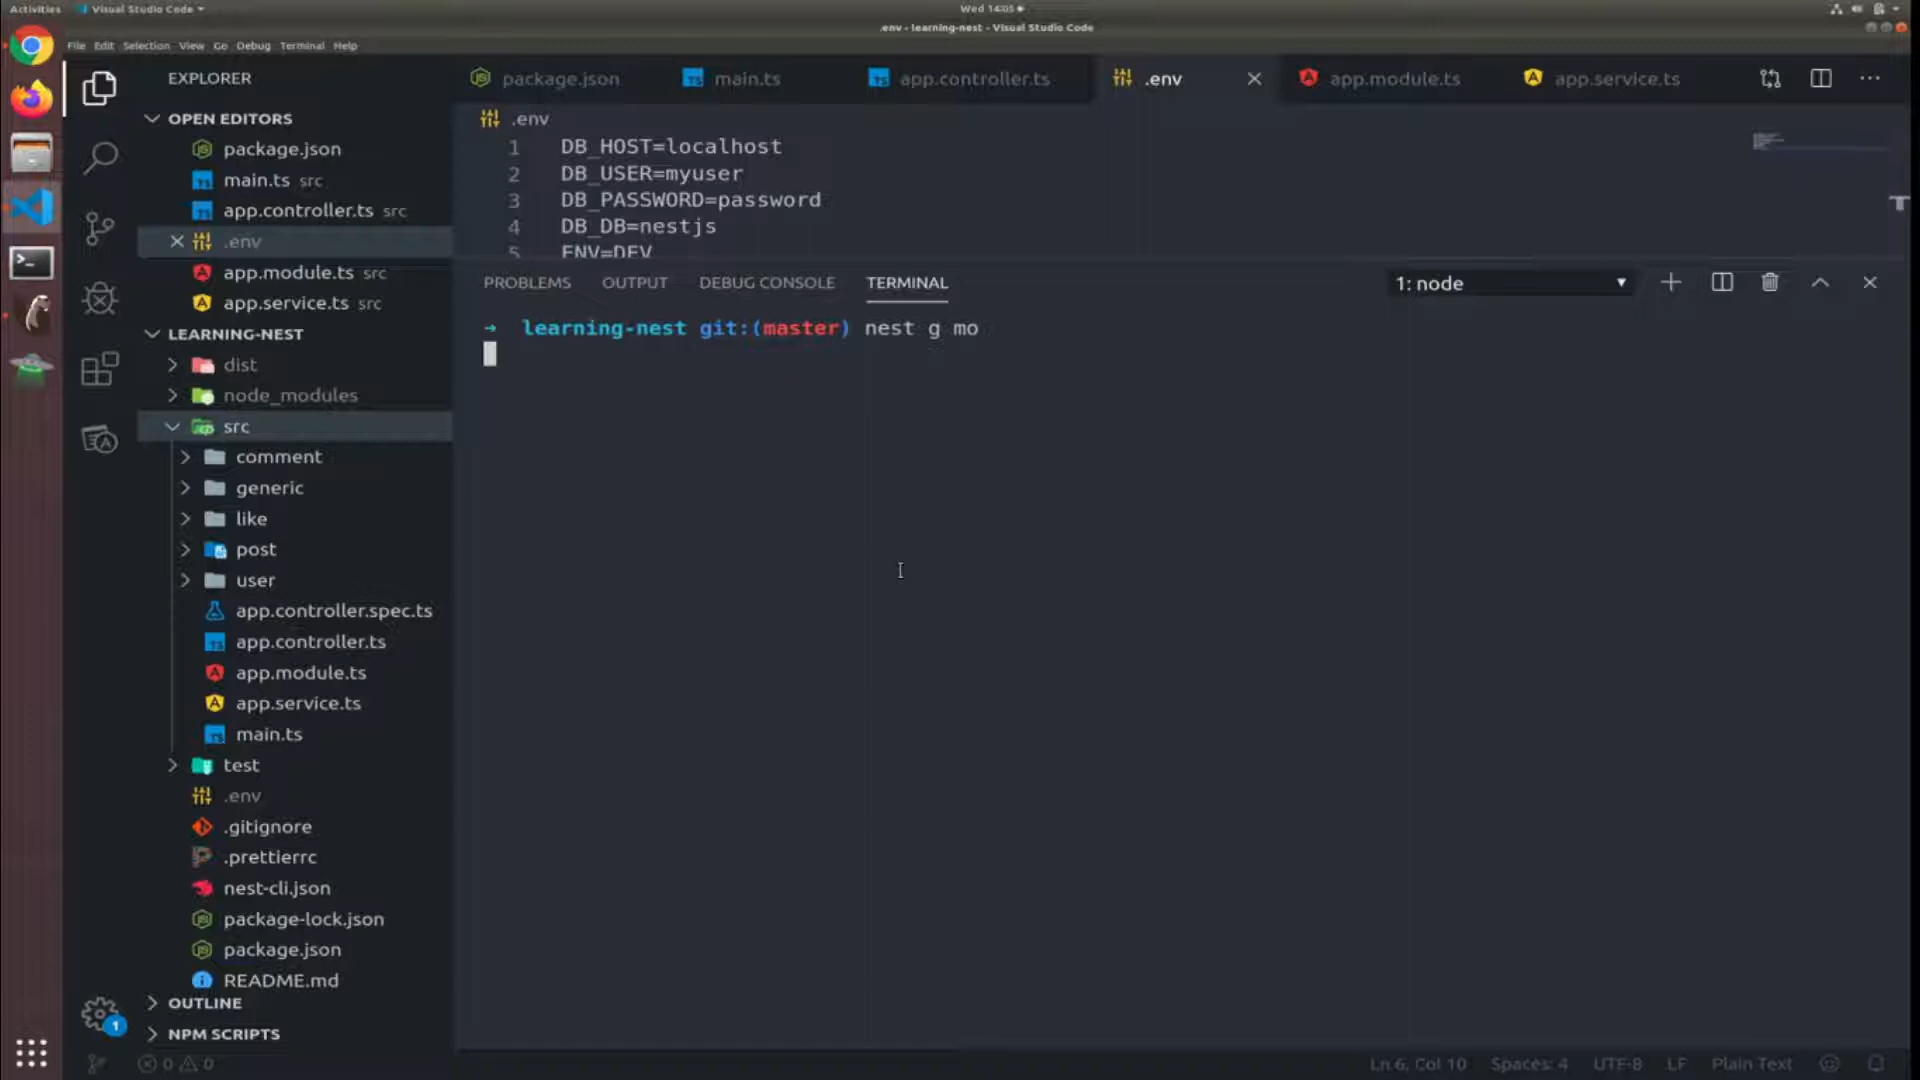 Activities
Visual Studio Code
Wed 14:05
.env - learning-nest - Visual Studio Code
File Edit Selection View Go Debug Terminal Help
EXPLORER
OPEN EDITORS
package.json
main.ts src
app.controller.ts src
.env
app.module.ts src
app.service.ts src
LEARNING-NEST
dist
node_modules
src
comment
generic
like
post
user
app.controller.spec.ts
app.controller.ts
app.module.ts
app.service.ts
main.ts
test
.env
.gitignore
.prettierrc
nest-cli.json
package-lock.json
package.json
README.md
OUTLINE
NPM SCRIPTS
package.json main.ts app.controller.ts .env app.module.ts app.service.ts
.env
1 DB_HOST=localhost
2 DB_USER=myuser
3 DB_PASSWORD=password
4 DB_DB=nestjs
5 ENV=DEV
PROBLEMS OUTPUT DEBUG CONSOLE TERMINAL 1: node
→ learning-nest git:(master) nest g mo
1
0 0
Ln 6, Col 10 Spaces: 4 UTF-8 LF Plain Text